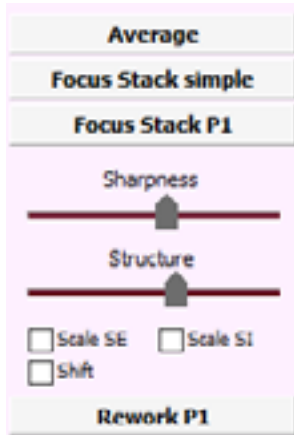 Average
Focus Stack simple
Focus Stack P1
Sharpness
Structure
Scale SE Scale SI
Shift
Rework P1